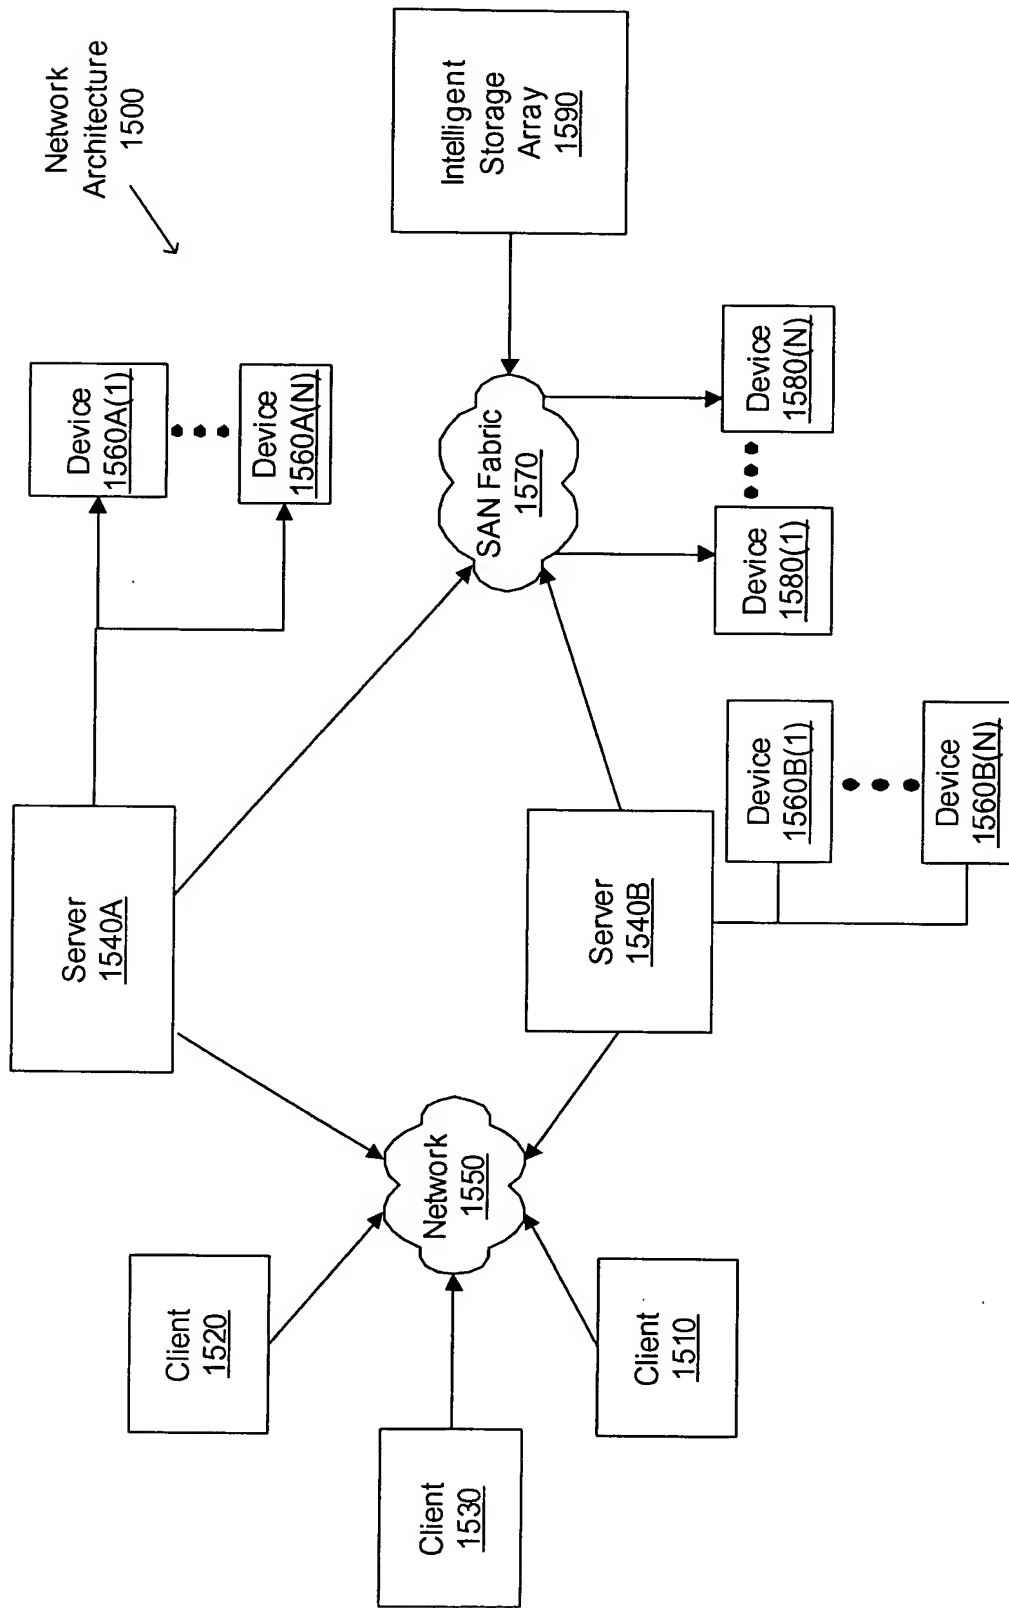 Network
Architecture
1500
Device
1560A(1)
Device
1560A(N)
Server
1540A
Intelligent
Storage
Array
1590
SAN Fabric
1570
Client
1520
Network
1550
Client
1530
Server
1540B
Device
1580(1)
Device
1580(N)
Client
1510
Device
1560B(1)
Device
1560B(N)